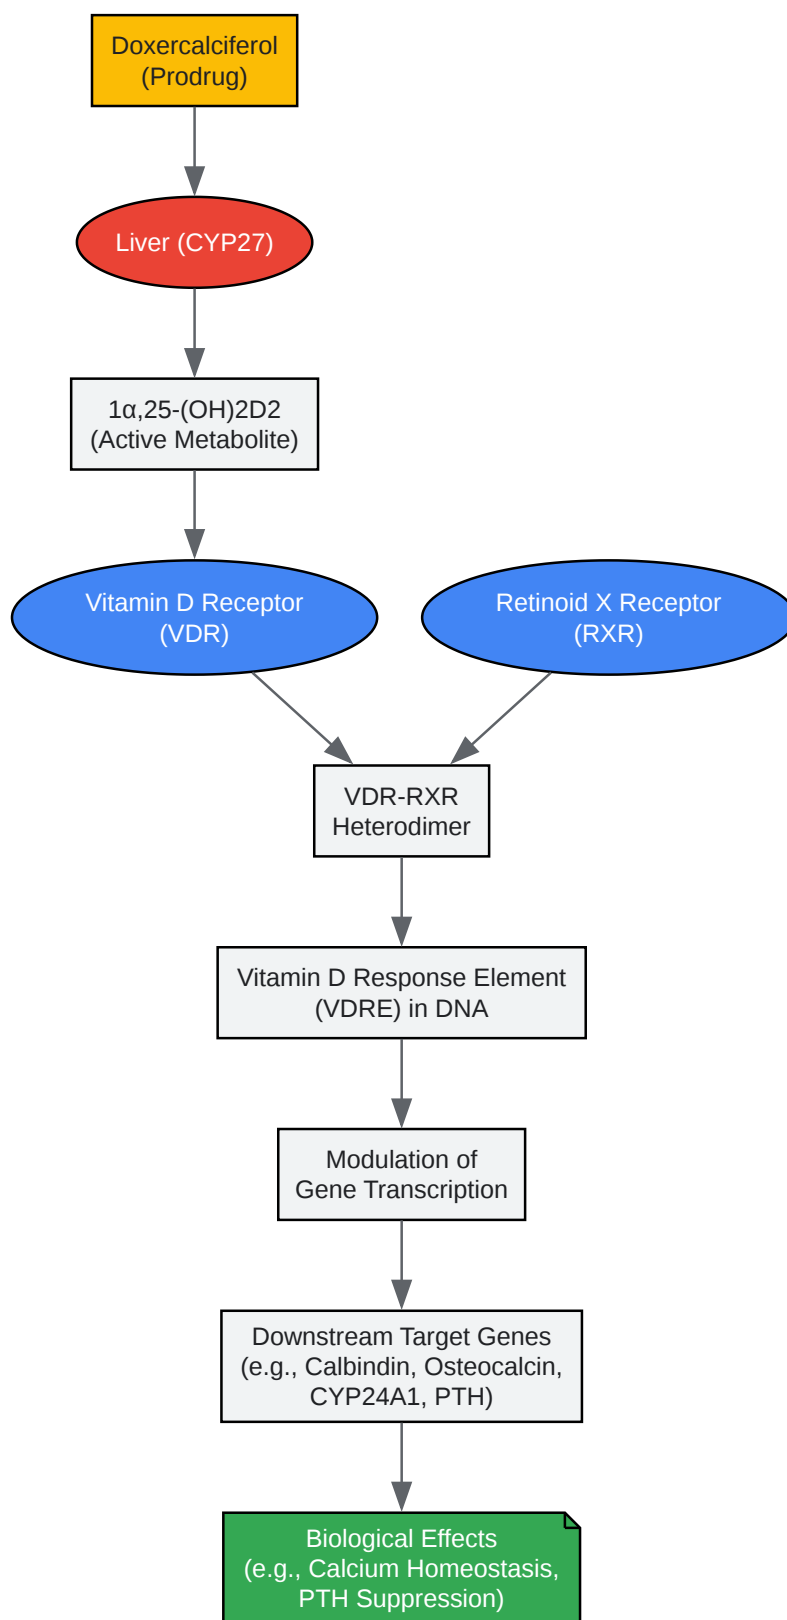 Doxercalciferol
(Prodrug)
Liver (CYP27)
1α,25-(OH)2D2
(Active Metabolite)
Vitamin D Receptor
(VDR)
Retinoid X Receptor
(RXR)
VDR-RXR
Heterodimer
Vitamin D Response Element
(VDRE) in DNA
Modulation of
Gene Transcription
Downstream Target Genes
(e.g., Calbindin, Osteocalcin,
CYP24A1, PTH)
Biological Effects
(e.g., Calcium Homeostasis,
PTH Suppression)